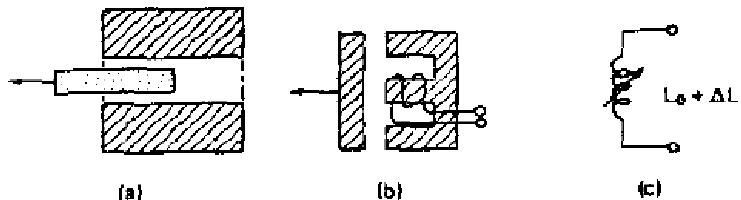 L₀ + ΔL
(a)
(b)
(c)